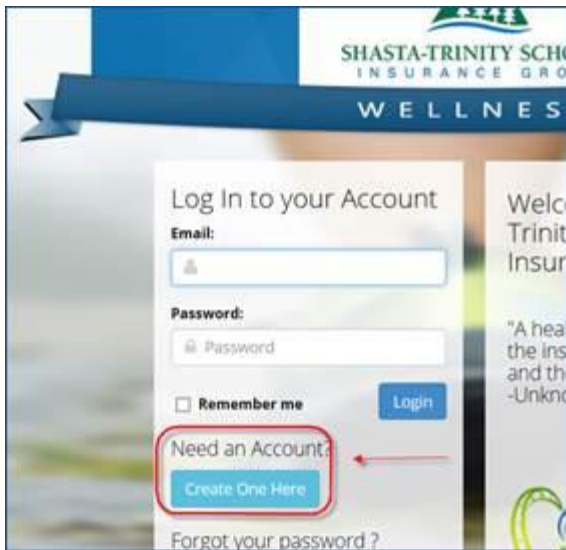 SHASTA-TRINITY SCHO
INSURANCE GRO
WELLNES
Log In to your Account
Email:
Password:
Password
Remember me
Login
Need an Account?
Create One Here
Forgot your password ?
Welc
Trinit
Insur
"A heal
the ins
and th
-Unkno